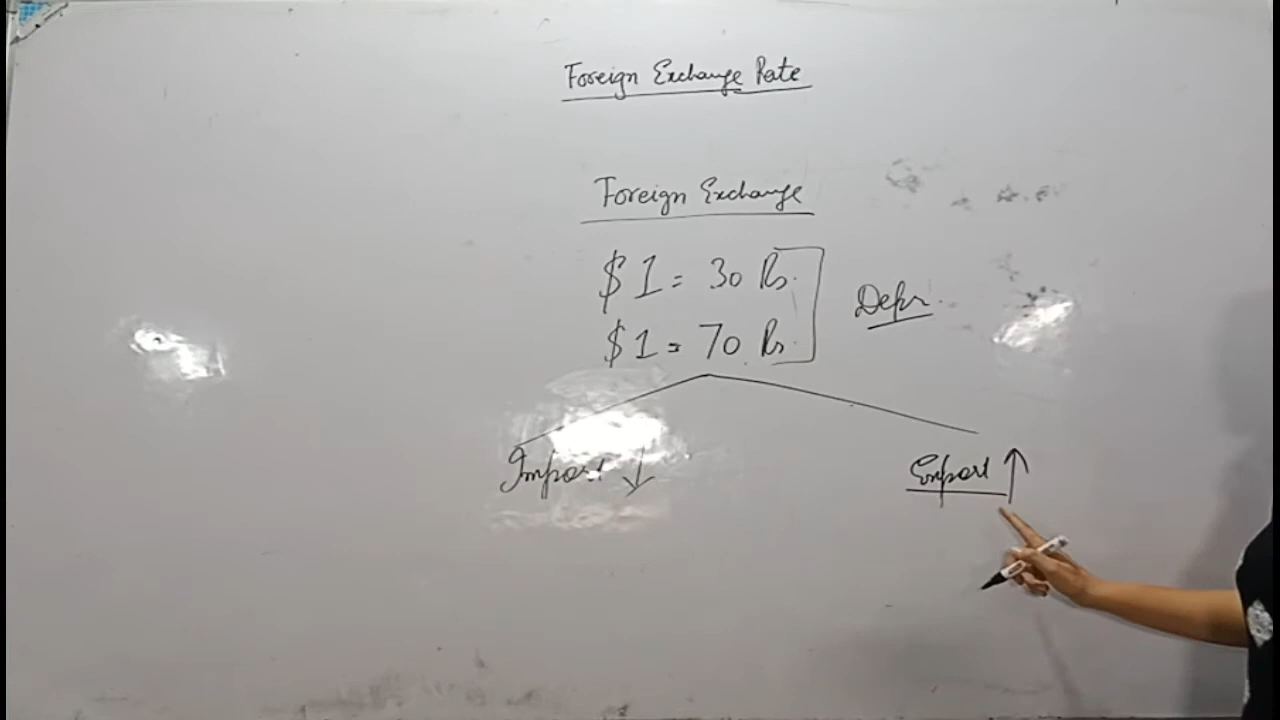 Foreign Exchange Rate
Foreign Exchange
$ 1 = 30 Rs.
$ 1 = 70 Rs.
Depr.
Import ↓
Export ↑